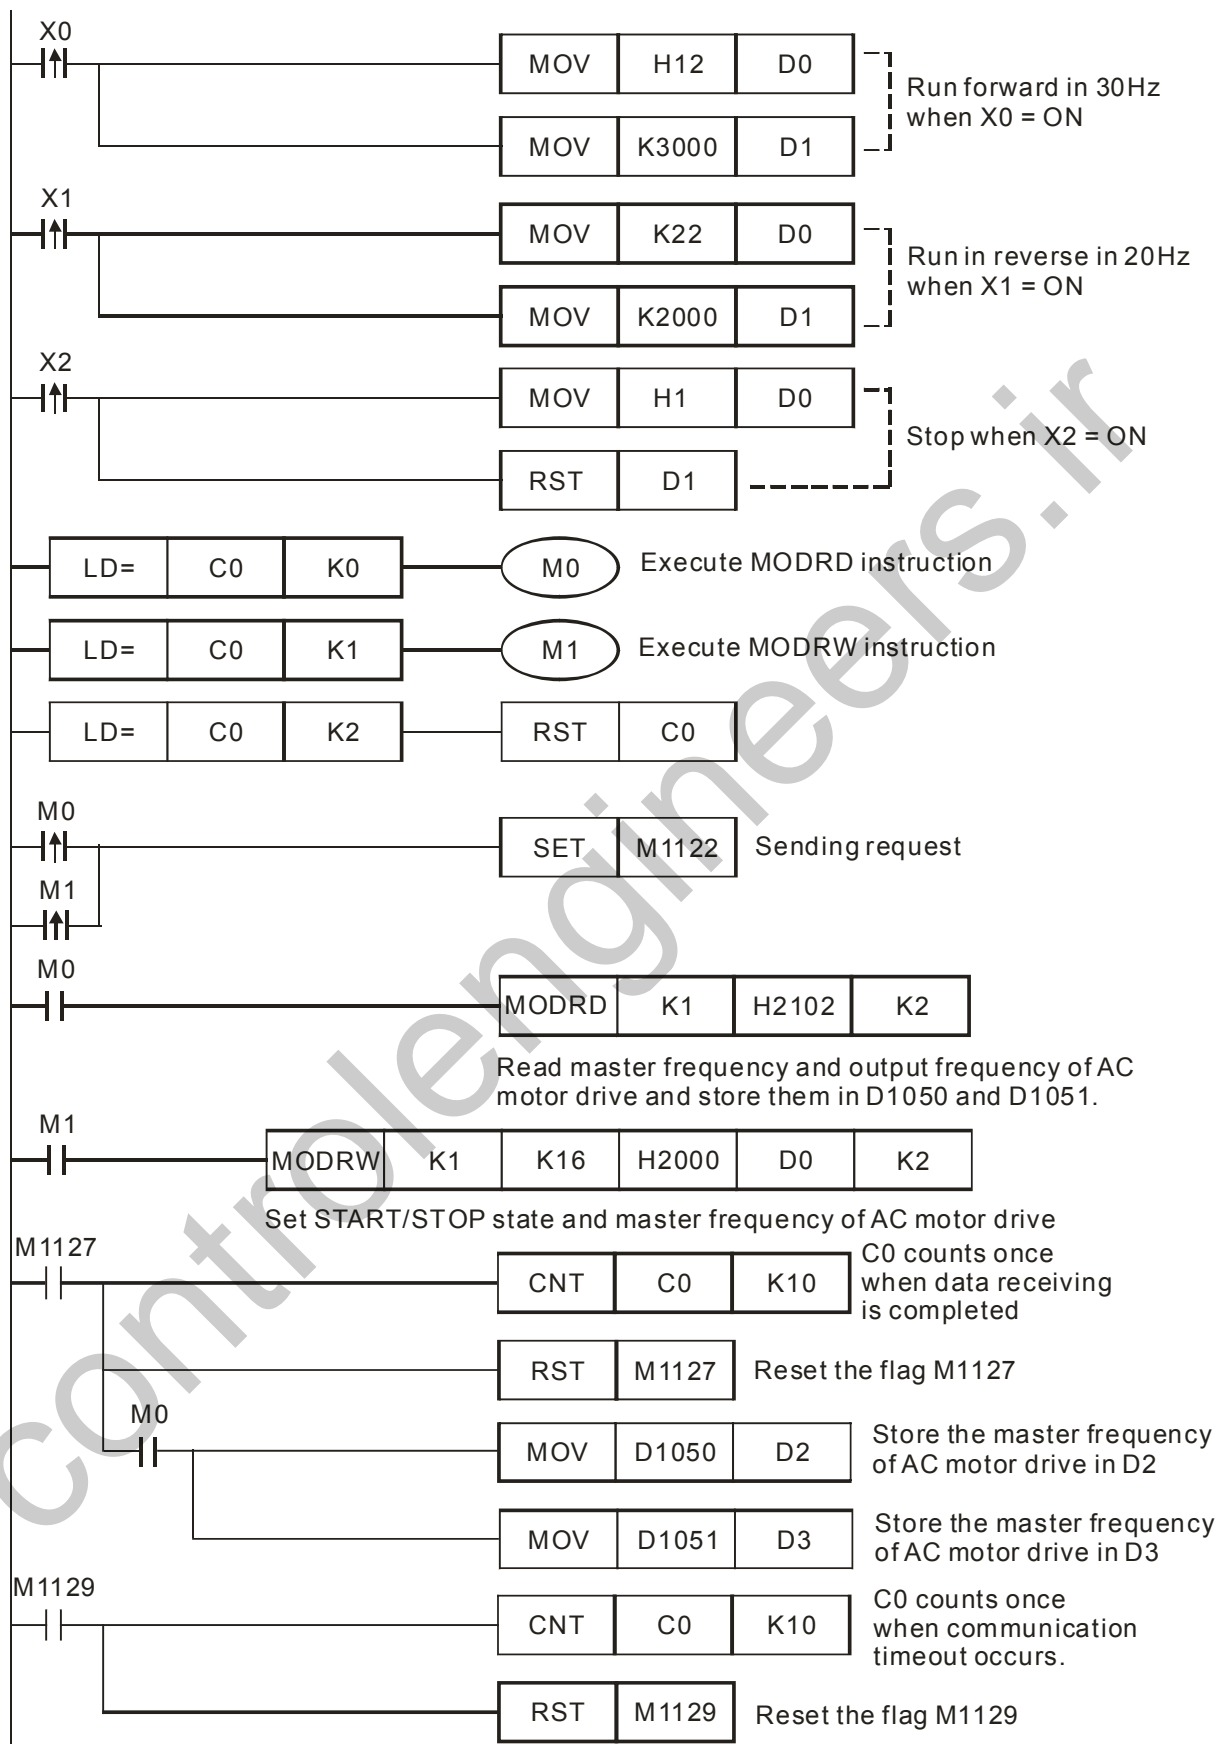 X0
MOV H12 D0
Run forward in 30Hz
when X0 = ON
MOV K3000 D1
X1
MOV K22 D0
Run in reverse in 20Hz
when X1 = ON
MOV K2000 D1
X2
MOV H1 D0
Stop when X2 = ON
RST D1
LD= C0 K0 M0 Execute MODRD instruction
LD= C0 K1 M1 Execute MODRW instruction
LD= C0 K2 RST C0
M0
SET M1122 Sending request
M1
M0
MODRD K1 H2102 K2
Read master frequency and output frequency of AC
motor drive and store them in D1050 and D1051.
M1
MODRW K1 K16 H2000 D0 K2
Set START/STOP state and master frequency of AC motor drive
M1127
CNT C0 K10
C0 counts once
when data receiving
is completed
RST M1127 Reset the flag M1127
M0
MOV D1050 D2
Store the master frequency
of AC motor drive in D2
MOV D1051 D3
Store the master frequency
of AC motor drive in D3
M1129
CNT C0 K10
C0 counts once
when communication
timeout occurs.
RST M1129 Reset the flag M1129
controlengineers.ir